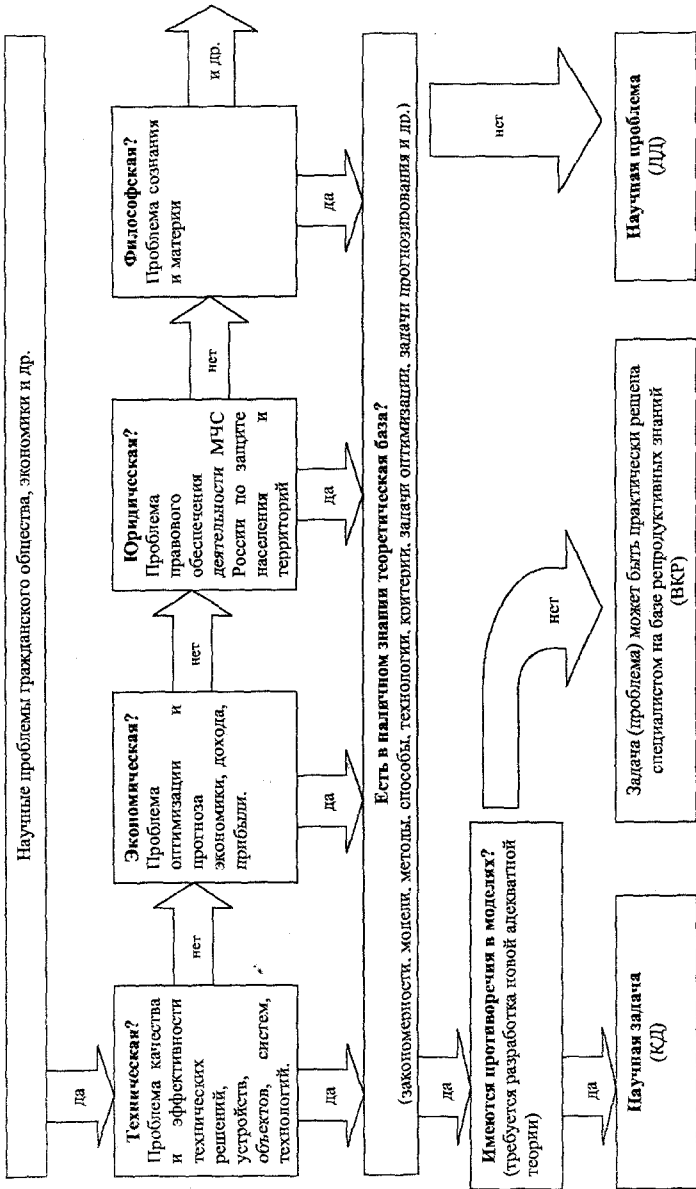 Научные проблемы гражданского общества, экономики и др.
да
Техническая?
Проблема качества
и эффективности
технических
решений,
устройств,
объектов, систем,
технологий.
нет
Экономическая?
Проблема
оптимизации и
прогноза
экономики, дохода,
прибыли.
нет
Юридическая?
Проблема
правового
обеспечения
деятельности МЧС
России по защите
населения и
территорий
нет
Философская?
Проблема сознания
и материи
и др.
да
да
да
да
Есть в наличном знании теоретическая база?
(закономерности, модели, методы, способы, технологии, критерии, задачи оптимизации, задачи прогнозирования и др.)
да
нет
Имеются противоречия в моделях?
(требуется разработка новой адекватной
теории)
нет
да
Научная задача
(КД)
Задача (проблема) может быть практически решена
специалистом на базе репродуктивных знаний
(ВКР)
Научная проблема
(ДД)